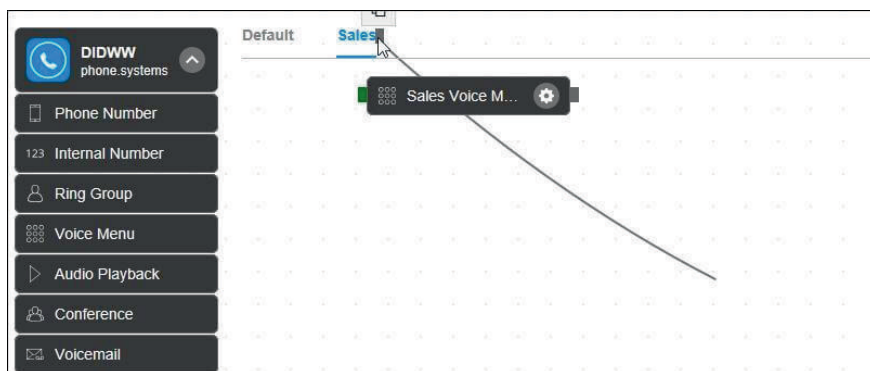 DIDWW
phone.systems
Phone Number
123 Internal Number
Ring Group
Voice Menu
Audio Playback
Conference
Voicemail
Default Sales
Sales Voice M...